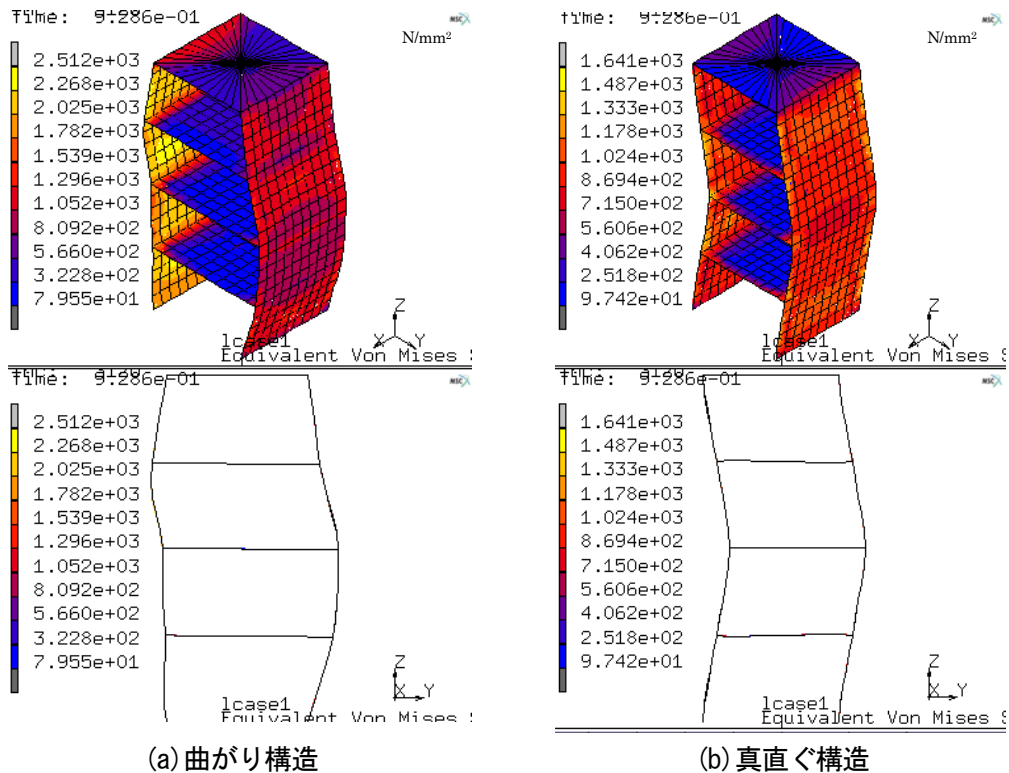 Time: 9.286e-01
MSC
N/mm²
2.512e+03
2.268e+03
2.025e+03
1.782e+03
1.539e+03
1.296e+03
1.052e+03
8.092e+02
5.660e+02
3.228e+02
7.955e+01
Z
X Y
lcase1
Equivalent Von Mises S
Time: 9.286e-01
MSC
N/mm²
1.641e+03
1.487e+03
1.333e+03
1.178e+03
1.024e+03
8.694e+02
7.150e+02
5.606e+02
4.062e+02
2.518e+02
9.742e+01
Z
X Y
lcase1
Equivalent Von Mises S
Time: 9.286e-01
MSC
2.512e+03
2.268e+03
2.025e+03
1.782e+03
1.539e+03
1.296e+03
1.052e+03
8.092e+02
5.660e+02
3.228e+02
7.955e+01
Z
X Y
lcase1
Equivalent Von Mises S
Time: 9.286e-01
MSC
1.641e+03
1.487e+03
1.333e+03
1.178e+03
1.024e+03
8.694e+02
7.150e+02
5.606e+02
4.062e+02
2.518e+02
9.742e+01
Z
X Y
lcase1
Equivalent Von Mises S
(a)曲がり構造
(b)真直ぐ構造